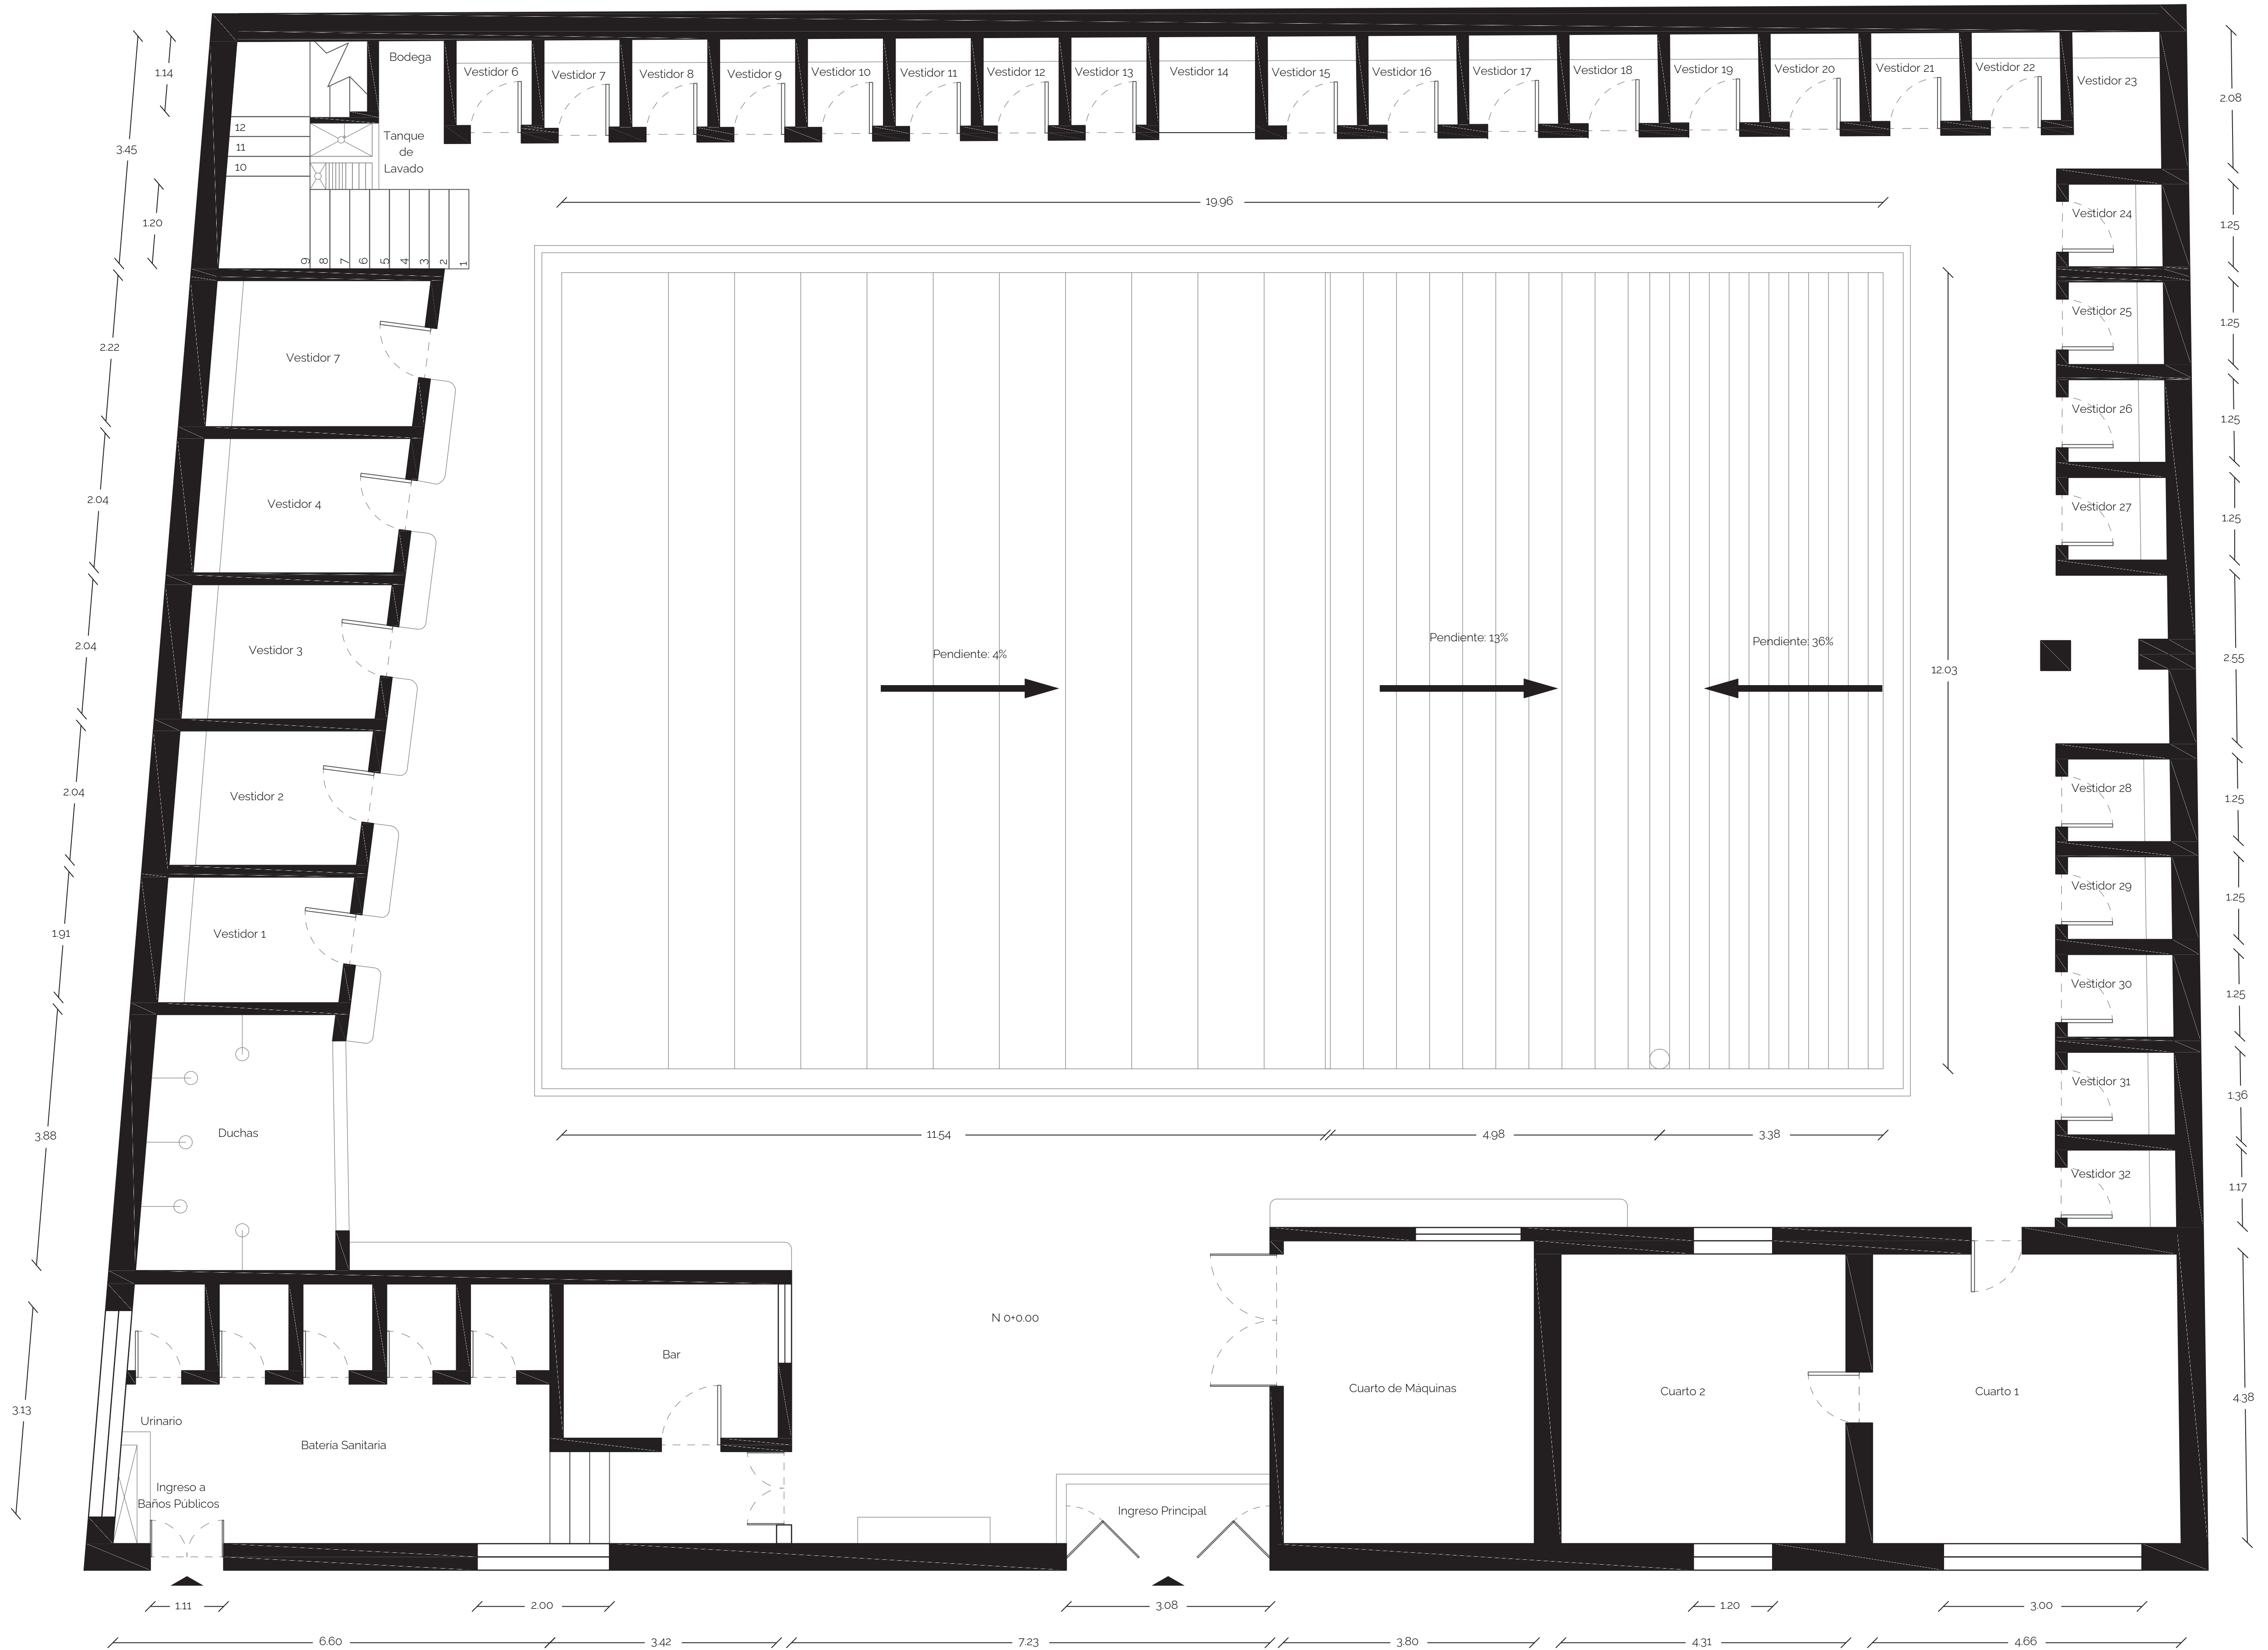 Bodega
Vestidor 6
Vestidor 7
Vestidor 8
Vestidor 9
Vestidor 10
Vestidor 11
Vestidor 12
Vestidor 13
Vestidor 14
Vestidor 15
Vestidor 16
Vestidor 17
Vestidor 18
Vestidor 19
Vestidor 20
Vestidor 21
Vestidor 22
Vestidor 23
1.14
2.08
12
11
10
Tanque
de
Lavado
3.45
1.20
19.96
Vestidor 24
1.25
9
8
7
6
5
4
3
2
1
Vestidor 25
1.25
2.22
Vestidor 7
Vestidor 26
1.25
2.04
Vestidor 4
Vestidor 27
1.25
2.04
Vestidor 3
Pendiente: 4%
Pendiente: 13%
Pendiente: 36%
12.03
2.55
2.04
Vestidor 2
Vestidor 28
1.25
Vestidor 29
1.25
1.91
Vestidor 1
Vestidor 30
1.25
Vestidor 31
1.36
3.88
Duchas
11.54
4.98
3.38
Vestidor 32
1.17
N 0+0.00
Bar
Cuarto de Máquinas
Cuarto 2
Cuarto 1
4.38
3.13
Urinario
Batería Sanitaria
Ingreso a
Baños Públicos
Ingreso Principal
1.11
2.00
3.08
1.20
3.00
6.60
3.42
7.23
3.80
4.31
4.66